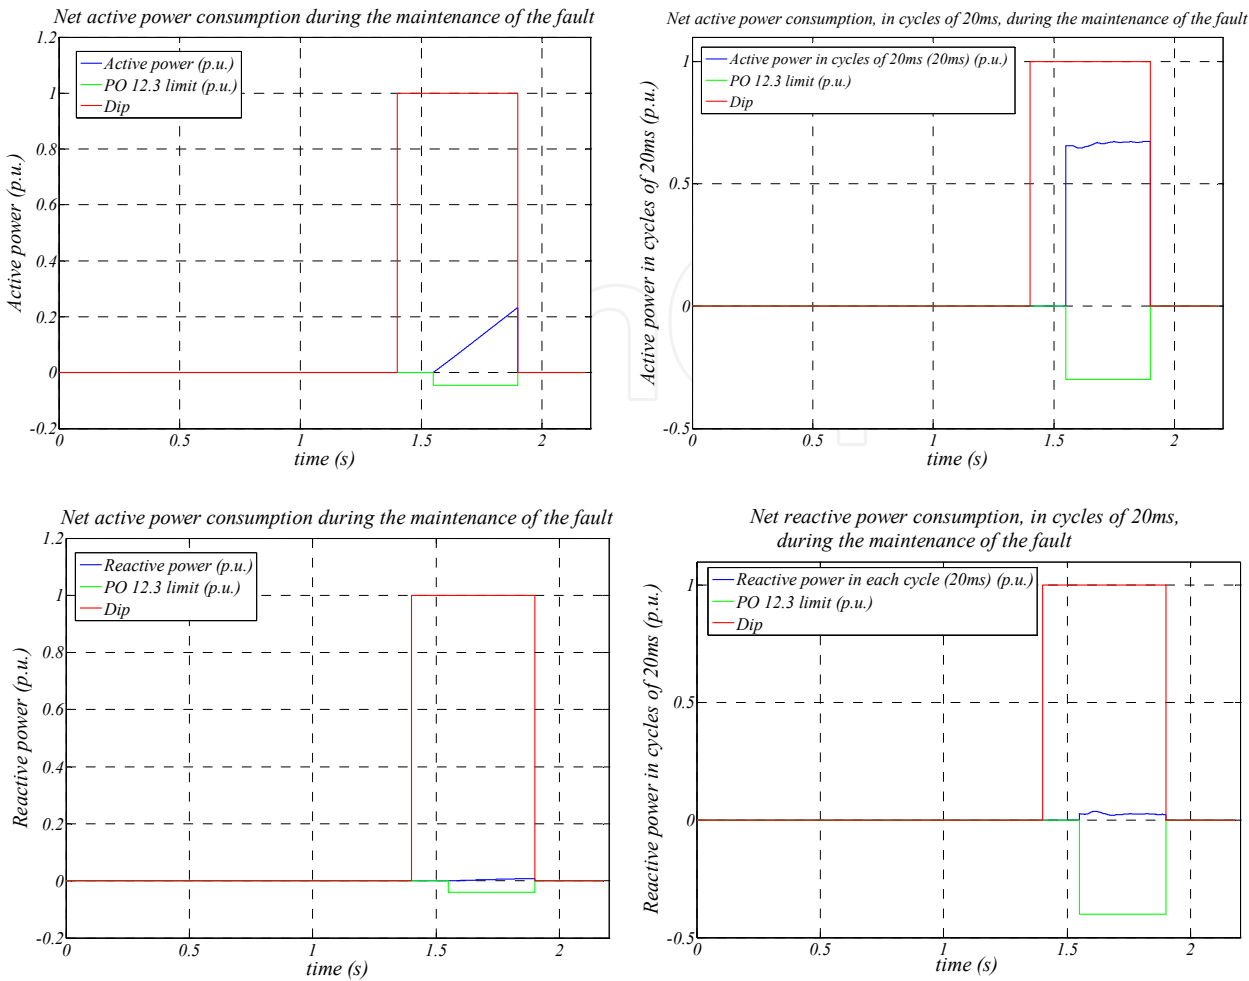 Net active power consumption during the maintenance of the fault
1.2
1
0.8
0.6
0.4
0.2
0
-0.2
Active power (p.u.)
Active power (p.u.)
PO 12.3 limit (p.u.)
Dip
0 0.5 1 1.5 2
time (s)
Net active power consumption, in cycles of 20ms, during the maintenance of the fault
1
0.5
0
-0.5
Active power in cycles of 20ms (p.u.)
Active power in cycles of 20ms (20ms) (p.u.)
PO 12.3 limit (p.u.)
Dip
0 0.5 1 1.5 2
time (s)
Net active power consumption during the maintenance of the fault
1.2
1
0.8
0.6
0.4
0.2
0
-0.2
Reactive power (p.u.)
Reactive power (p.u.)
PO 12.3 limit (p.u.)
Dip
0 0.5 1 1.5 2
time (s)
Net reactive power consumption, in cycles of 20ms,
during the maintenance of the fault
1
0.5
0
-0.5
Reactive power in cycles of 20ms (p.u.)
Reactive power in each cycle (20ms) (p.u.)
PO 12.3 limit (p.u.)
Dip
0 0.5 1 1.5 2
time (s)